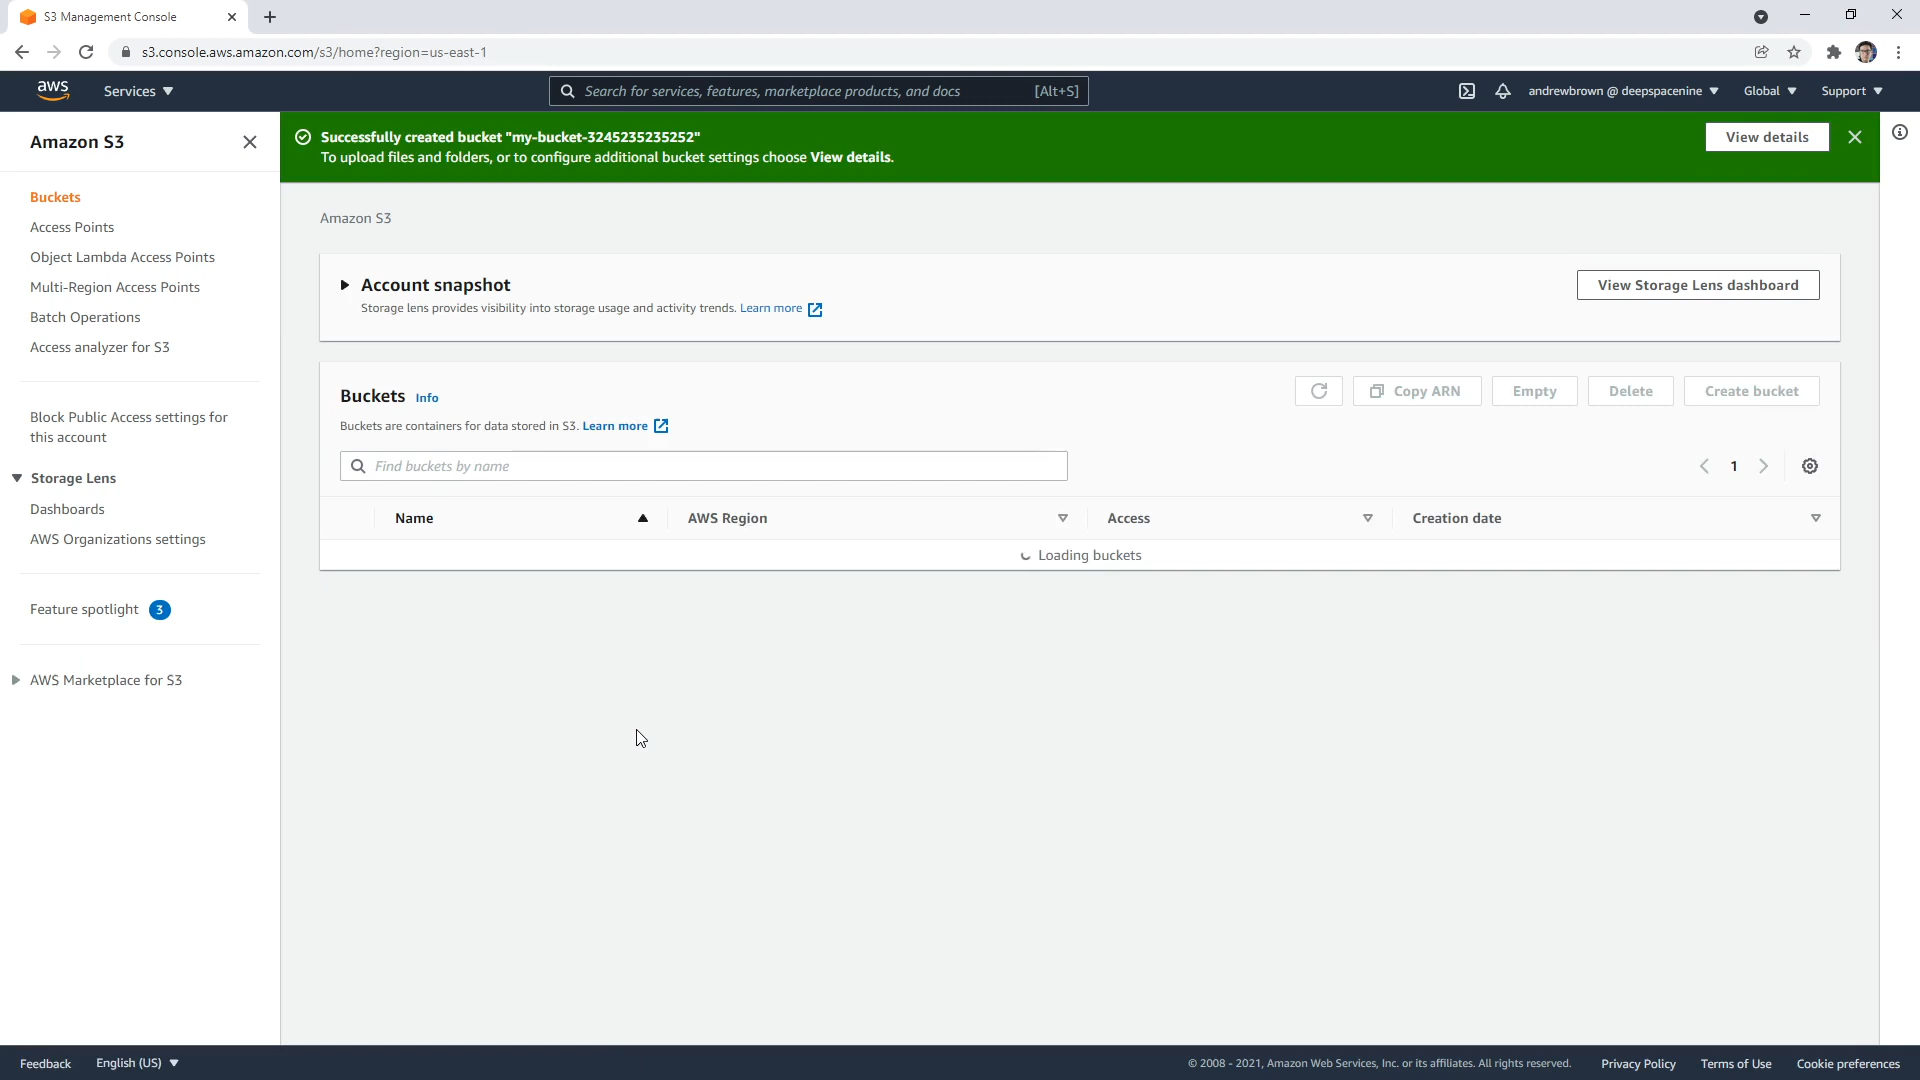 S3 Management Console
s3.console.aws.amazon.com/s3/home?region=us-east-1
aws
Services
Search for services, features, marketplace products, and docs
[Alt+S]
andrewbrown @ deepspacenine
Global
Support
Amazon S3
Buckets
Access Points
Object Lambda Access Points
Multi-Region Access Points
Batch Operations
Access analyzer for S3
Block Public Access settings for
this account
Storage Lens
Dashboards
AWS Organizations settings
Feature spotlight 3
AWS Marketplace for S3
Successfully created bucket "my-bucket-3245235235252"
To upload files and folders, or to configure additional bucket settings choose View details.
View details
Amazon S3
Account snapshot
Storage lens provides visibility into storage usage and activity trends. Learn more
View Storage Lens dashboard
Buckets Info
Buckets are containers for data stored in S3. Learn more
Copy ARN
Empty
Delete
Create bucket
Find buckets by name
1
Name
AWS Region
Access
Creation date
Loading buckets
Feedback
English (US)
© 2008 - 2021, Amazon Web Services, Inc. or its affiliates. All rights reserved.
Privacy Policy
Terms of Use
Cookie preferences